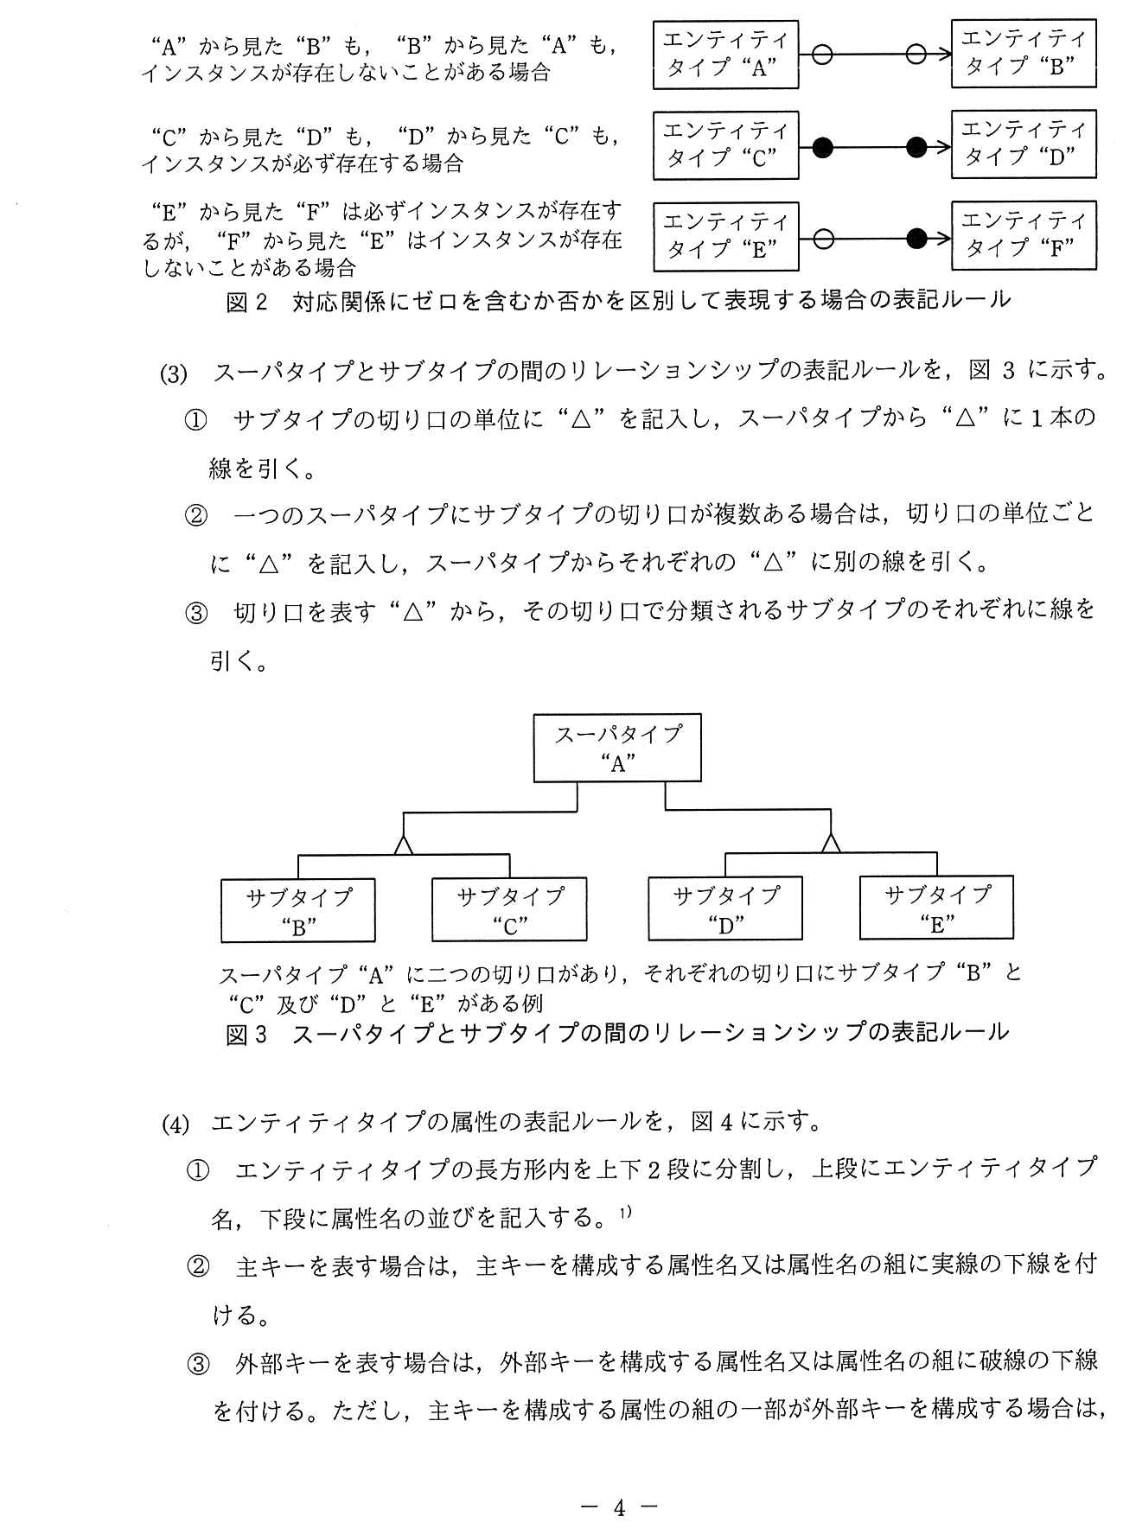 “A”から見た“B”も，“B”から見た“A”も，
インスタンスが存在しないことがある場合
エンティティ
タイプ“A”
エンティティ
タイプ“B”
“C”から見た“D”も，“D”から見た“C”も，
インスタンスが必ず存在する場合
エンティティ
タイプ“C”
エンティティ
タイプ“D”
“E”から見た“F”は必ずインスタンスが存在す
るが，“F”から見た“E”はインスタンスが存在
しないことがある場合
エンティティ
タイプ“E”
エンティティ
タイプ“F”
図2 対応関係にゼロを含むか否かを区別して表現する場合の表記ルール
(3) スーパタイプとサブタイプの間のリレーションシップの表記ルールを，図3に示す。
① サブタイプの切り口の単位に“△”を記入し，スーパタイプから“△”に1本の
線を引く。
② 一つのスーパタイプにサブタイプの切り口が複数ある場合は，切り口の単位ごと
に“△”を記入し，スーパタイプからそれぞれの“△”に別の線を引く。
③ 切り口を表す“△”から，その切り口で分類されるサブタイプのそれぞれに線を
引く。
スーパタイプ
“A”
サブタイプ
“B”
サブタイプ
“C”
サブタイプ
“D”
サブタイプ
“E”
スーパタイプ“A”に二つの切り口があり，それぞれの切り口にサブタイプ“B”と
“C”及び“D”と“E”がある例
図3 スーパタイプとサブタイプの間のリレーションシップの表記ルール
(4) エンティティタイプの属性の表記ルールを，図4に示す。
① エンティティタイプの長方形内を上下2段に分割し，上段にエンティティタイプ
名，下段に属性名の並びを記入する。1)
② 主キーを表す場合は，主キーを構成する属性名又は属性名の組に実線の下線を付
ける。
③ 外部キーを表す場合は，外部キーを構成する属性名又は属性名の組に破線の下線
を付ける。ただし，主キーを構成する属性の組の一部が外部キーを構成する場合は，
－ 4 －